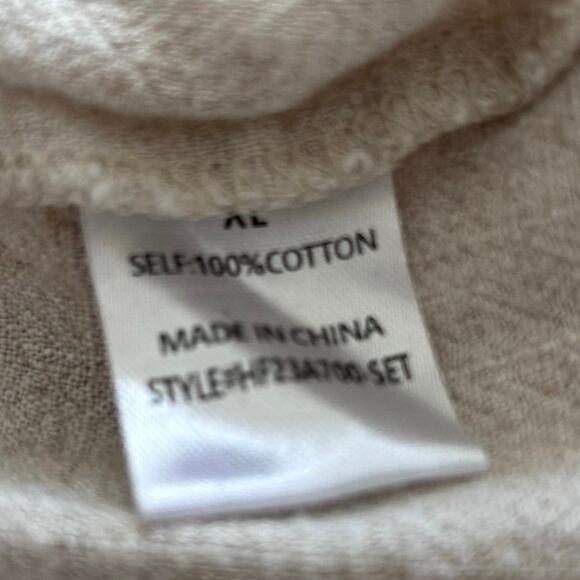 XL
SELF:100%COTTON
MADE IN CHINA
STYLE#HF23A700-SET